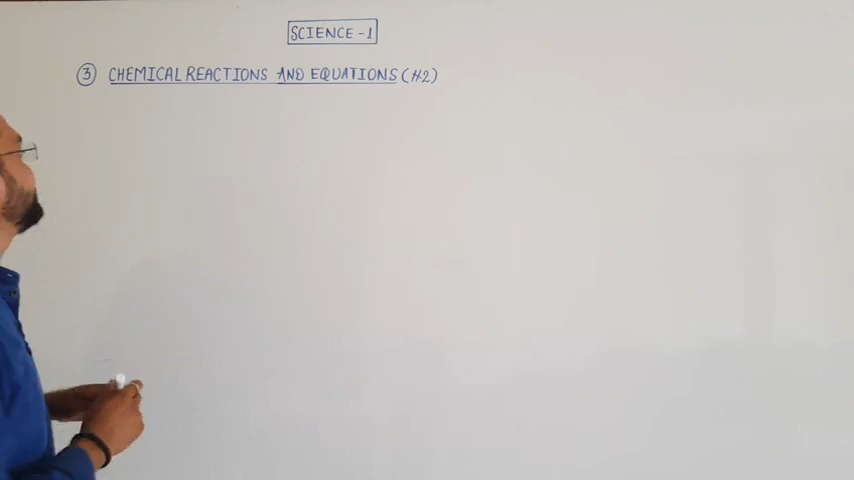 SCIENCE-1
3 CHEMICAL REACTIONS AND EQUATIONS (#2)